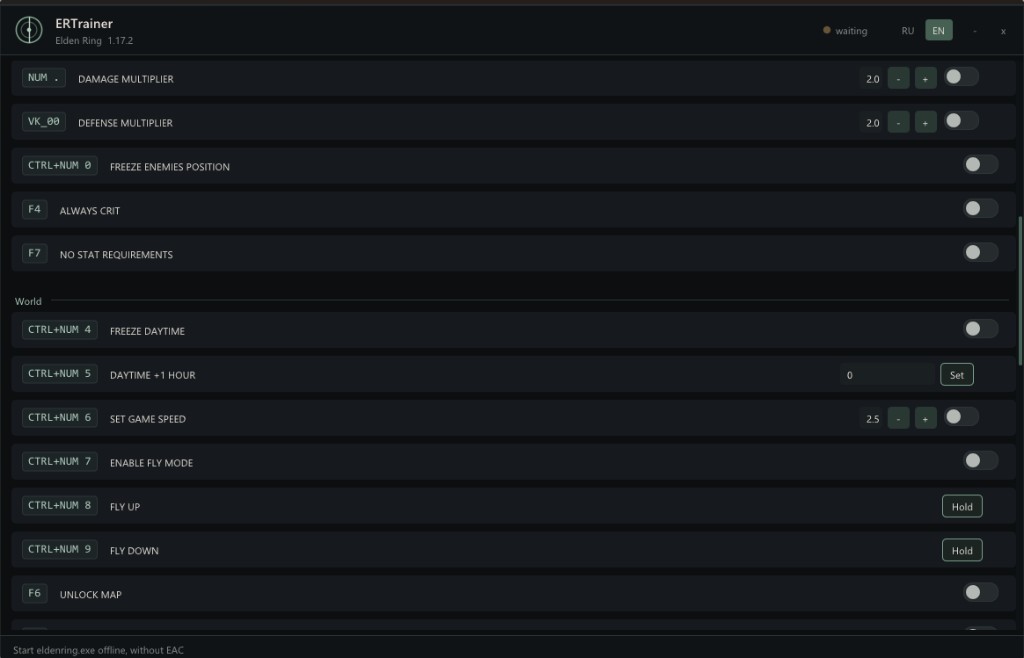 ERTrainer
Elden Ring 1.17.2
waiting RU EN - x
NUM . DAMAGE MULTIPLIER 2.0 - +
VK_00 DEFENSE MULTIPLIER 2.0 - +
CTRL+NUM 0 FREEZE ENEMIES POSITION
F4 ALWAYS CRIT
F7 NO STAT REQUIREMENTS
World
CTRL+NUM 4 FREEZE DAYTIME
CTRL+NUM 5 DAYTIME +1 HOUR 0 Set
CTRL+NUM 6 SET GAME SPEED 2.5 - +
CTRL+NUM 7 ENABLE FLY MODE
CTRL+NUM 8 FLY UP Hold
CTRL+NUM 9 FLY DOWN Hold
F6 UNLOCK MAP
Start eldenring.exe offline, without EAC